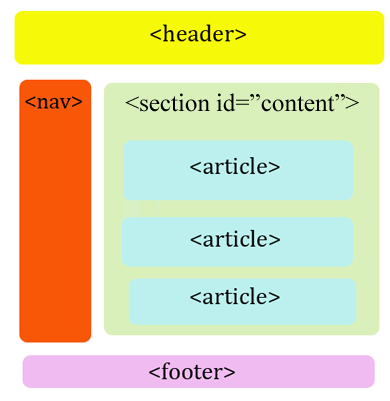 <header>
<nav>
<section id=”content”>
<article>
<article>
<article>
<footer>